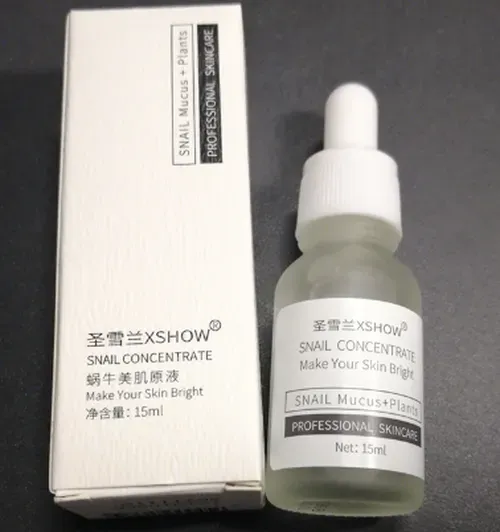 SNAIL Mucus + Plants
PROFESSIONAL SKINCARE
圣雪兰XSHOW®
SNAIL CONCENTRATE
蜗牛美肌原液
Make Your Skin Bright
净含量：15ml
圣雪兰XSHOW®
SNAIL CONCENTRATE
Make Your Skin Bright
SNAIL Mucus+Plants
PROFESSIONAL SKINCARE
Net: 15ml